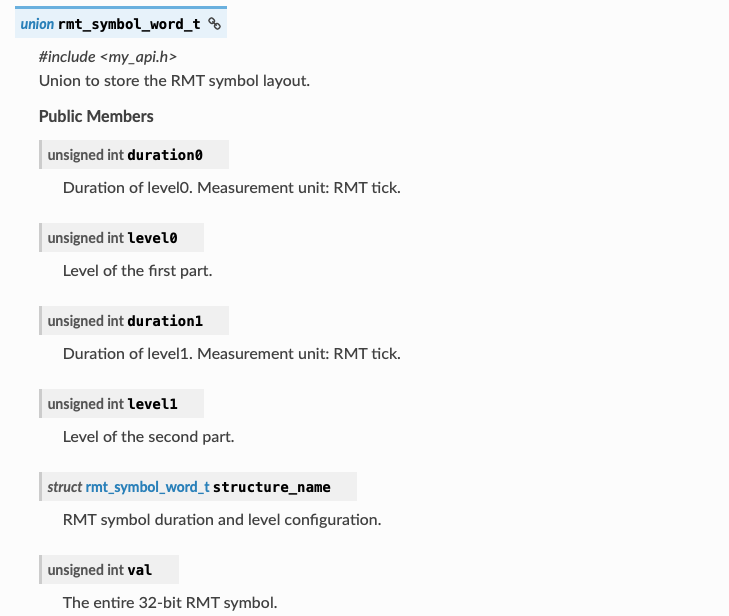 union rmt_symbol_word_t
#include <my_api.h>
Union to store the RMT symbol layout.
Public Members
unsigned int duration0
Duration of level0. Measurement unit: RMT tick.
unsigned int level0
Level of the first part.
unsigned int duration1
Duration of level1. Measurement unit: RMT tick.
unsigned int level1
Level of the second part.
struct rmt_symbol_word_t structure_name
RMT symbol duration and level configuration.
unsigned int val
The entire 32-bit RMT symbol.